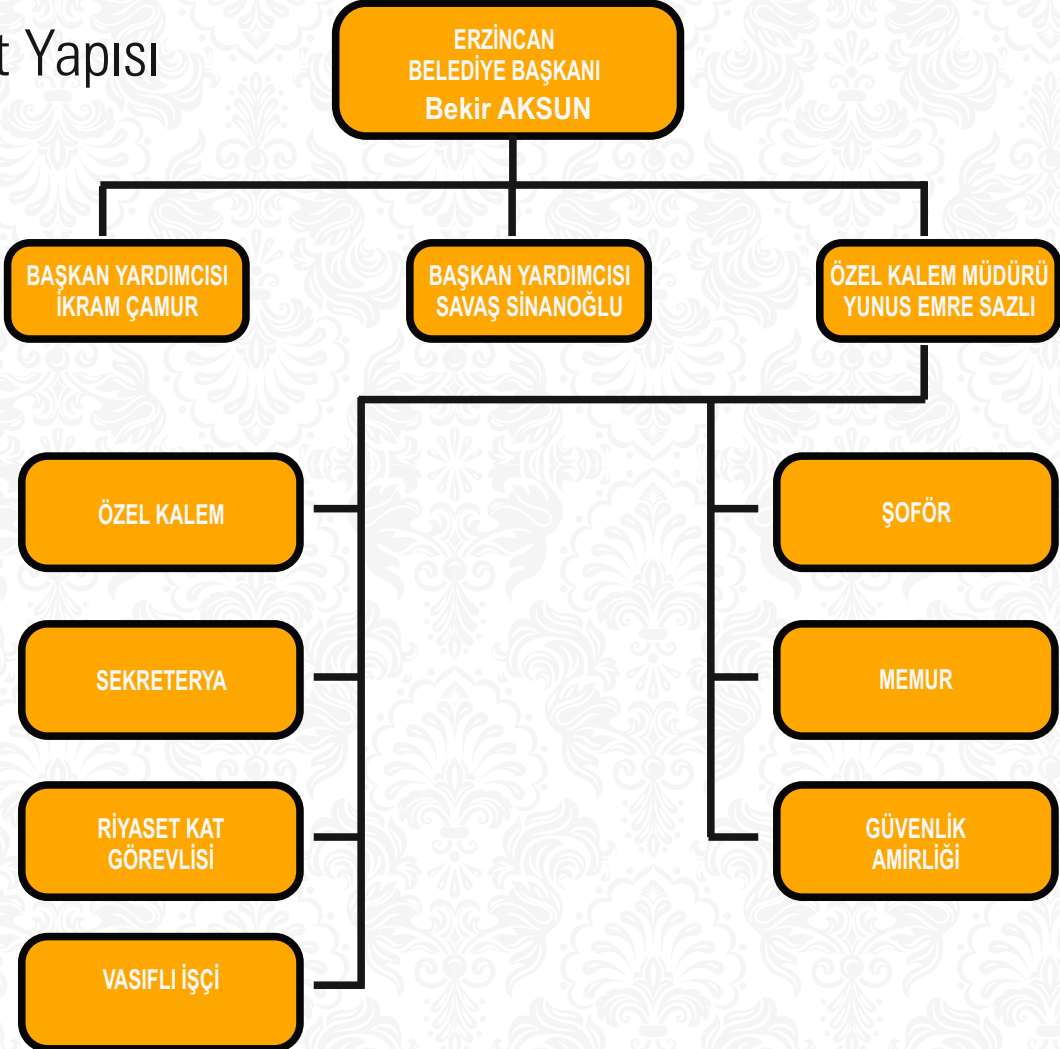 t Yapısı
ERZİNCAN
BELEDİYE BAŞKANI
Bekir AKSUN
BAŞKAN YARDIMCISI
İKRAM ÇAMUR
BAŞKAN YARDIMCISI
SAVAŞ SİNANOĞLU
ÖZEL KALEM MÜDÜRÜ
YUNUS EMRE SAZLI
ÖZEL KALEM
ŞOFÖR
SEKRETERYA
MEMUR
RİYASET KAT
GÖREVLİSİ
GÜVENLİK
AMİRLİĞİ
VASIFLI İŞÇİ